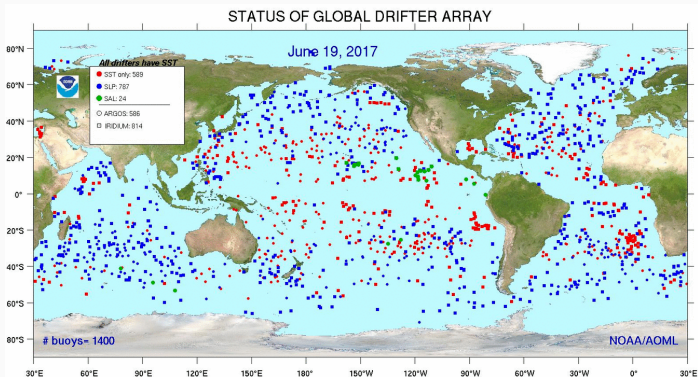 STATUS OF GLOBAL DRIFTER ARRAY
June 19, 2017
All drifters have SST
SST only: 589
SLP: 787
SAL: 24
ARGOS: 586
IRIDIUM: 814
80°N
60°N
40°N
20°N
0°
20°S
40°S
60°S
80°S
# buoys= 1400
NOAA/AOML
30°E 60°E 90°E 120°E 150°E 180° 150°W 120°W 90°W 60°W 30°W 0° 30°E